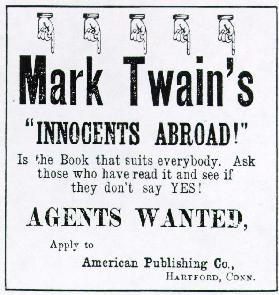 Mark Twain's
"INNOCENTS ABROAD!"
Is the Book that suits everybody. Ask
those who have read it and see if
they don't say YES!
AGENTS WANTED,
Apply to
American Publishing Co.,
HARTFORD, CONN.